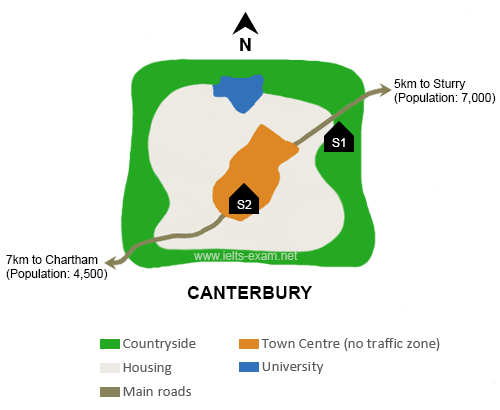 N
5km to Sturry
(Population: 7,000)
S1
S2
www.ielts-exam.net
7km to Chartham
(Population: 4,500)
CANTERBURY
Countryside
Town Centre (no traffic zone)
Housing
University
Main roads